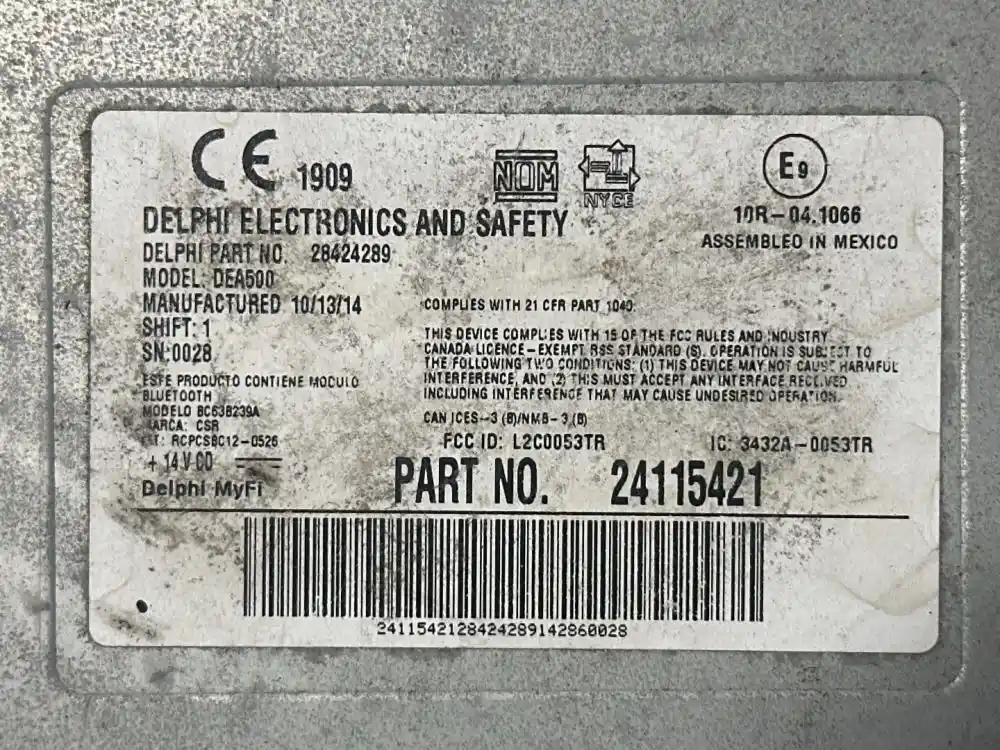 CE 1909
NOM
NYCE
E9
10R-04.1066
ASSEMBLED IN MEXICO
DELPHI ELECTRONICS AND SAFETY
DELPHI PART NO. 28424289
MODEL: DEA500
MANUFACTURED 10/13/14
SHIFT: 1
SN:0028
ESTE PRODUCTO CONTIENE MODULO
BLUETOOTH
MODELO BC63B239A
MARCA: CSR
RCPCSBC12-0526
+ 14 V CD
Delphi MyFi
COMPLIES WITH 21 CFR PART 1040.
THIS DEVICE COMPLIES WITH 15 OF THE FCC RULES AND INDUSTRY
CANADA LICENCE-EXEMPT RSS STANDARD (S). OPERATION IS SUBJECT TO
THE FOLLOWING TWO CONDITIONS: (1) THIS DEVICE MAY NOT CAUSE HARMFUL
INTERFERENCE, AND (2) THIS MUST ACCEPT ANY INTERFACE RECEIVED
INCLUDING INTERFERENCE THAT MAY CAUSE UNDESIRED OPERATION.
CAN ICES-3 (B)/NMB-3 (B)
FCC ID: L2C0053TR IC: 3432A-0053TR
PART NO. 24115421
2411542128424289142860028